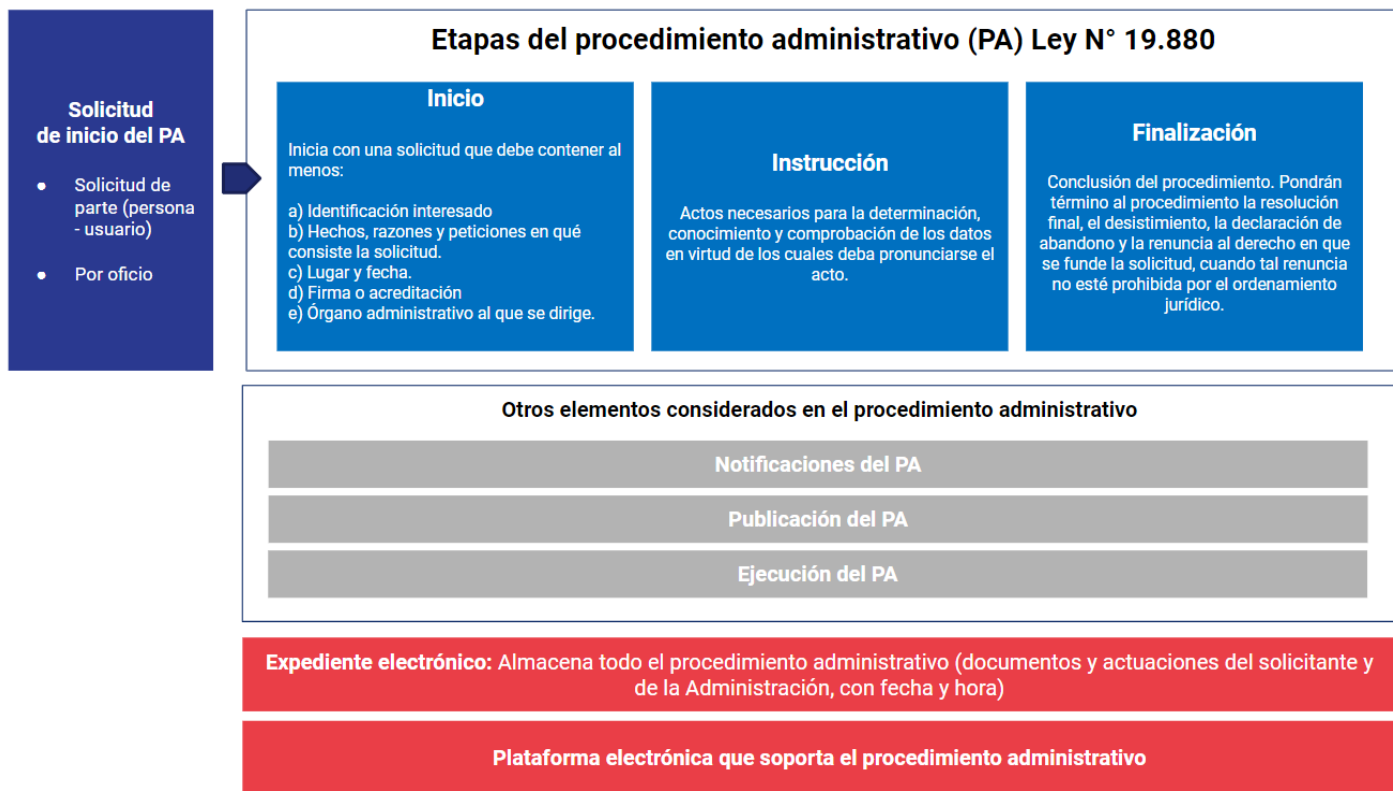 Solicitud
de inicio del PA
● Solicitud de
parte (persona
- usuario)
● Por oficio
Etapas del procedimiento administrativo (PA) Ley N° 19.880
Inicio
Inicia con una solicitud que debe contener al
menos:
a) Identificación interesado
b) Hechos, razones y peticiones en qué
consiste la solicitud.
c) Lugar y fecha.
d) Firma o acreditación
e) Órgano administrativo al que se dirige.
Instrucción
Actos necesarios para la determinación,
conocimiento y comprobación de los datos
en virtud de los cuales deba pronunciarse el
acto.
Finalización
Conclusión del procedimiento. Pondrán
término al procedimiento la resolución
final, el desistimiento, la declaración de
abandono y la renuncia al derecho en que
se funde la solicitud, cuando tal renuncia
no esté prohibida por el ordenamiento
jurídico.
Otros elementos considerados en el procedimiento administrativo
Notificaciones del PA
Publicación del PA
Ejecución del PA
Expediente electrónico: Almacena todo el procedimiento administrativo (documentos y actuaciones del solicitante y
de la Administración, con fecha y hora)
Plataforma electrónica que soporta el procedimiento administrativo